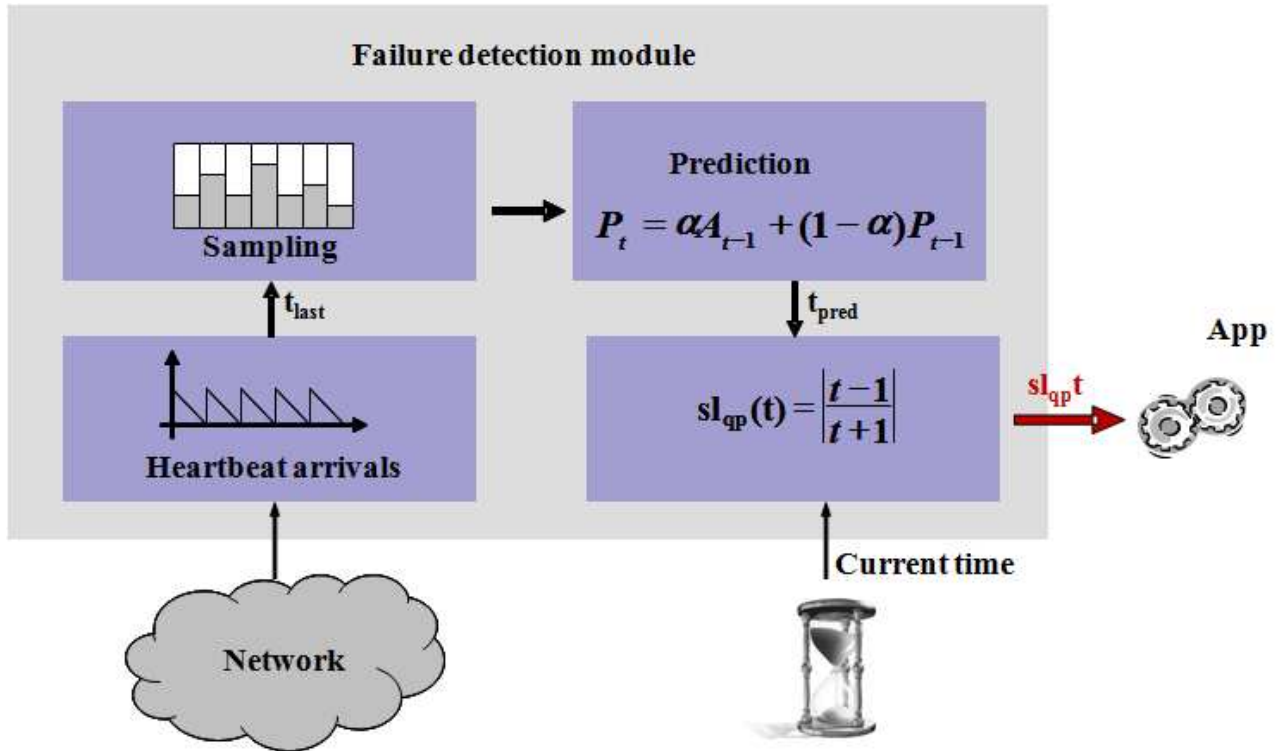 Failure detection module
Sampling
Prediction
P_t = αA_{t−1} + (1 − α)P_{t−1}
t_last
t_pred
App
sl_qp(t) = |t − 1 / t + 1|
sl_qp t
Heartbeat arrivals
Current time
Network